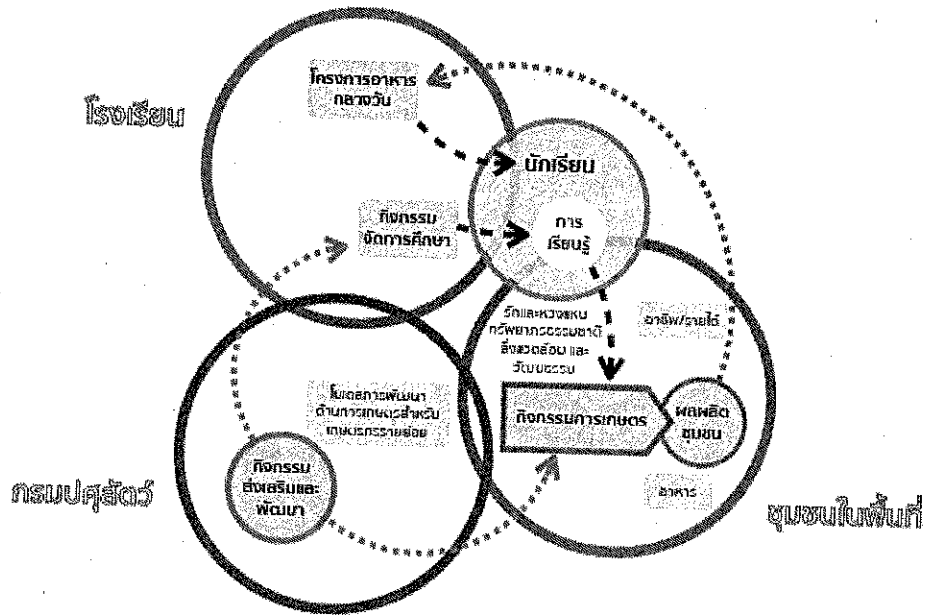 โรงเรียน
โครงการอาหาร
กลางวัน
นักเรียน
การ
เรียนรู้
กิจกรรม
จัดการศึกษา
รักและหวงแหน
ทรัพยากรธรรมชาติ
สิ่งแวดล้อม และ
วัฒนธรรม
อาชีพ/รายได้
โมเดลการพัฒนา
ด้านการเกษตรสำหรับ
เกษตรกรรายย่อย
กิจกรรมการเกษตร
ผลผลิต
ชุมชน
กรมปศุสัตว์
กิจกรรม
ส่งเสริมและ
พัฒนา
อาหาร
ชุมชนในพื้นที่